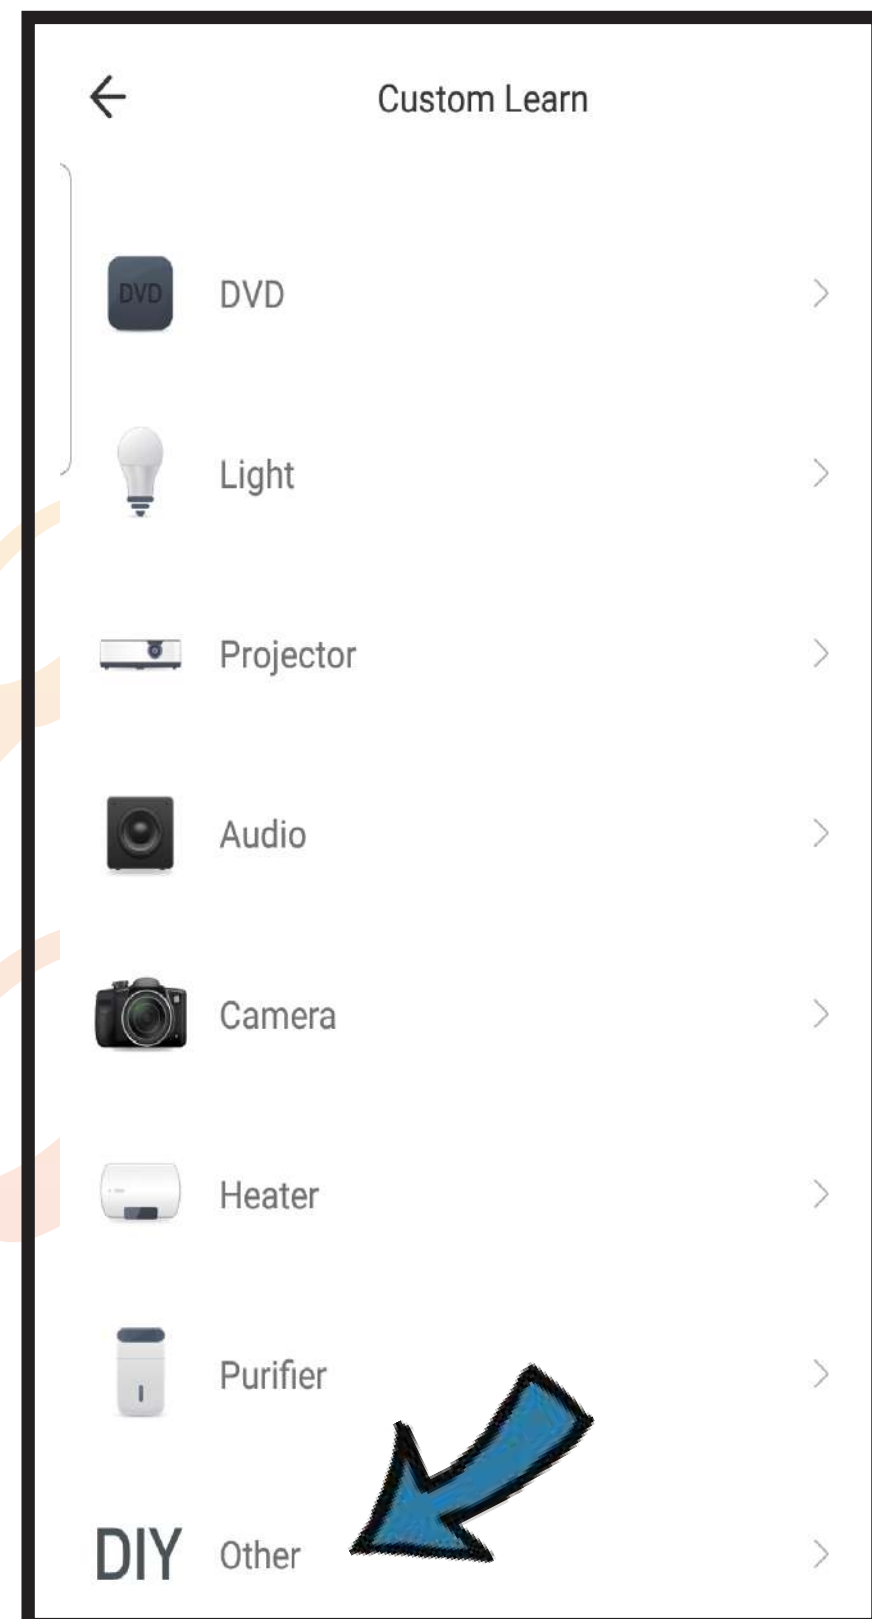 Custom Learn
DVD
DVD
Light
Projector
Audio
Camera
Heater
Purifier
DIY
Other